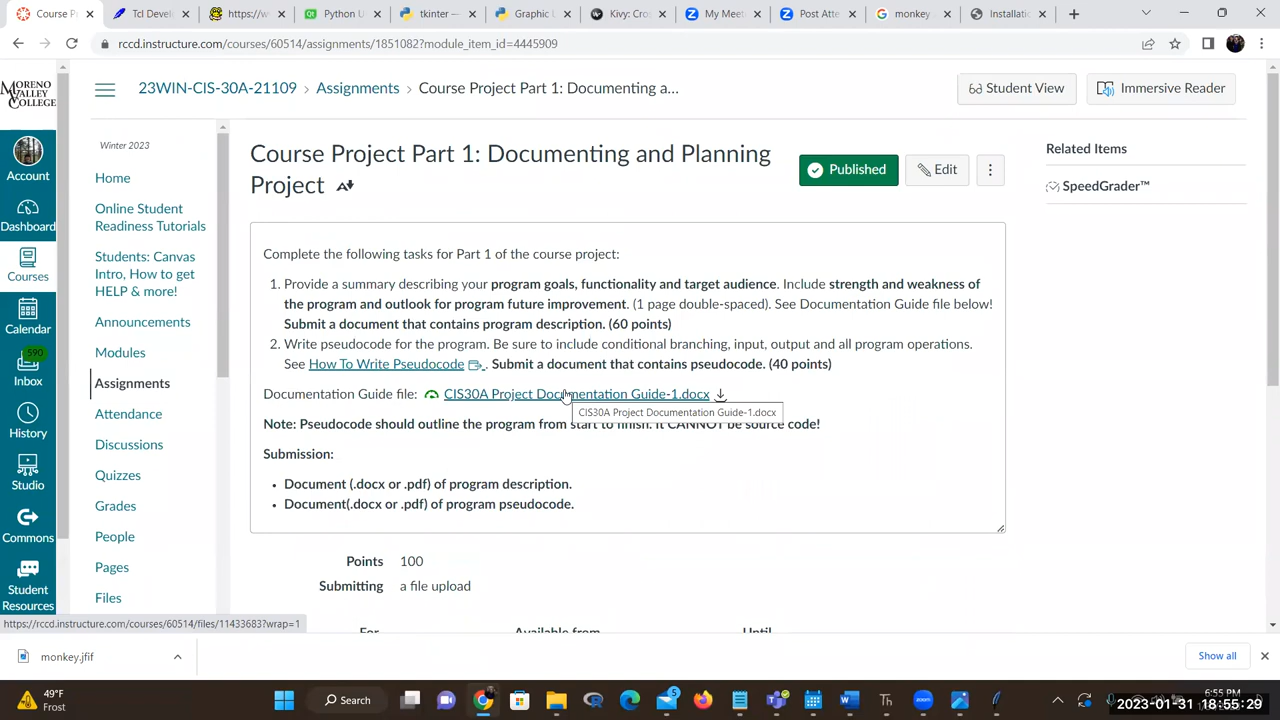 Course P
Tcl Devel
https://w
Python U
tkinter —
Graphic U
Kivy: Cros
My Meet
Post Atte
monkey
Installatic
rccd.instructure.com/courses/60514/assignments/1851082?module_item_id=4445909
MORENO VALLEY COLLEGE
23WIN-CIS-30A-21109 › Assignments › Course Project Part 1: Documenting a...
Student View
Immersive Reader
Account
Dashboard
Courses
Calendar
590
Inbox
History
Studio
Commons
Student Resources
Winter 2023
Home
Online Student
Readiness Tutorials
Students: Canvas
Intro, How to get
HELP & more!
Announcements
Modules
Assignments
Attendance
Discussions
Quizzes
Grades
People
Pages
Files
Course Project Part 1: Documenting and Planning
Project
Published
Edit
Related Items
SpeedGrader™
Complete the following tasks for Part 1 of the course project:
1. Provide a summary describing your program goals, functionality and target audience. Include strength and weakness of
the program and outlook for program future improvement. (1 page double-spaced). See Documentation Guide file below!
Submit a document that contains program description. (60 points)
2. Write pseudocode for the program. Be sure to include conditional branching, input, output and all program operations.
See How To Write Pseudocode . Submit a document that contains pseudocode. (40 points)
Documentation Guide file: CIS30A Project Documentation Guide-1.docx
CIS30A Project Documentation Guide-1.docx
Note: Pseudocode should outline the program from start to finish. It CANNOT be source code!
Submission:
• Document (.docx or .pdf) of program description.
• Document(.docx or .pdf) of program pseudocode.
Points 100
Submitting a file upload
For Available from Until
https://rccd.instructure.com/courses/60514/files/11433683?wrap=1
monkey.jfif
Show all
49°F
Frost
Search
5
6:55 PM
2023-01-31 18:55:29